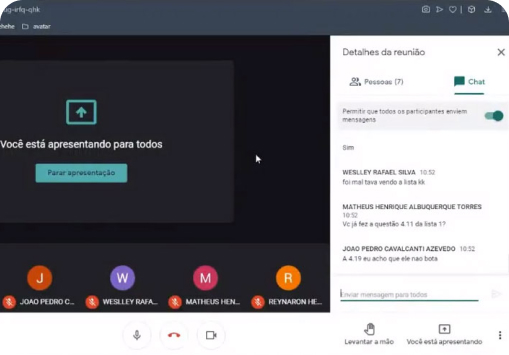 hehe
avatar
Detalhes da reunião
Pessoas (7)
Chat
Permitir que todos os participantes enviem
mensagens
Sim
WESLLEY RAFAEL SILVA 10:52
foi mal tava vendo a lista kk
MATHEUS HENRIQUE ALBUQUERQUE TORRES
10:52
Vc já fez a questão 4.11 da lista 1?
JOAO PEDRO CAVALCANTI AZEVEDO 10:52
A 4.19 eu acho que ele nao bota
Enviar mensagem para todos
Levantar a mão
Você está apresentando
Você está apresentando para todos
Parar apresentação
J
W
M
R
JOAO PEDRO C...
WESLLEY RAFA...
MATHEUS HEN...
REYNARON HE...